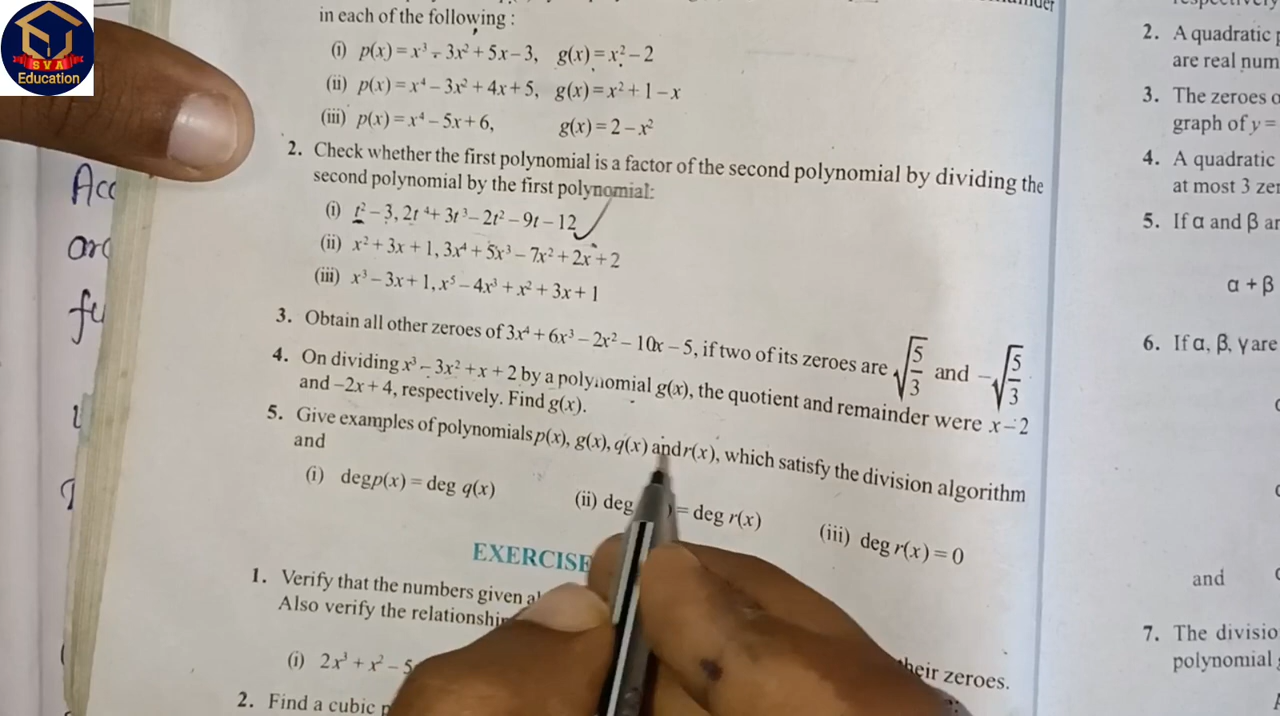 S V A
Education
in each of the following :
(i) p(x) = x³ – 3x² + 5x – 3, g(x) = x² – 2
(ii) p(x) = x⁴ – 3x² + 4x + 5, g(x) = x² + 1 – x
(iii) p(x) = x⁴ – 5x + 6, g(x) = 2 – x²
2. Check whether the first polynomial is a factor of the second polynomial by dividing the
second polynomial by the first polynomial:
(i) t² – 3, 2t⁴ + 3t³ – 2t² – 9t – 12
(ii) x² + 3x + 1, 3x⁴ + 5x³ – 7x² + 2x + 2
(iii) x³ – 3x + 1, x⁵ – 4x³ + x² + 3x + 1
3. Obtain all other zeroes of 3x⁴ + 6x³ – 2x² – 10x – 5, if two of its zeroes are √(5/3) and –√(5/3)
4. On dividing x³ – 3x² + x + 2 by a polynomial g(x), the quotient and remainder were x – 2
and –2x + 4, respectively. Find g(x).
5. Give examples of polynomials p(x), g(x), q(x) and r(x), which satisfy the division algorithm
and
(i) deg p(x) = deg q(x) (ii) deg = deg r(x) (iii) deg r(x) = 0
EXERCISE
1. Verify that the numbers given
Also verify the
their zeroes.
(i) 2x³ + x² – 5
2. Find a cubic
2. A quadratic
are real num
3. The zeroes
graph of y =
4. A quadratic
at most 3
5. If α and β
α + β
6. If α, β, γ are
and
7. The divisio
polynomial